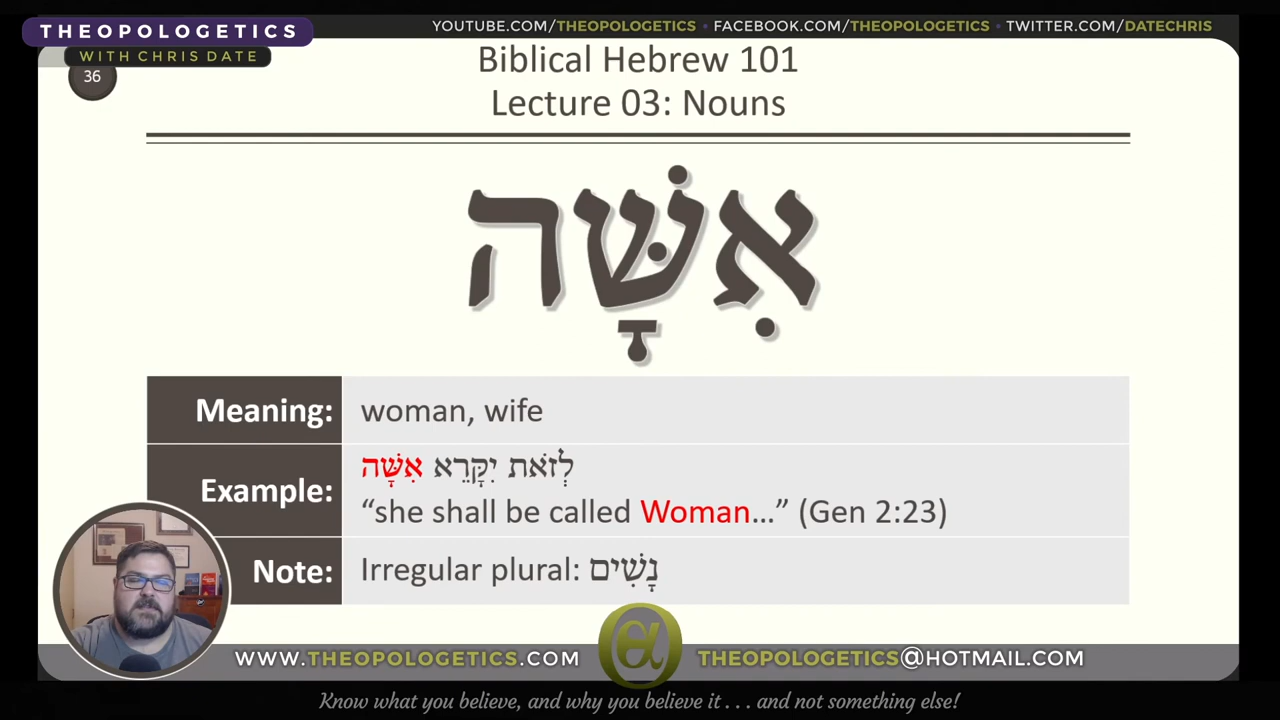 THEOPOLOGETICS
WITH CHRIS DATE
YOUTUBE.COM/THEOPOLOGETICS • FACEBOOK.COM/THEOPOLOGETICS • TWITTER.COM/DATECHRIS
36
Biblical Hebrew 101
Lecture 03: Nouns
אִשָּׁה
Meaning: woman, wife
Example: לְזֹאת יִקָּרֵא אִשָּׁה
“she shall be called Woman…” (Gen 2:23)
Note: Irregular plural: נָשִׁים
WWW.THEOPOLOGETICS.COM
THEOPOLOGETICS@HOTMAIL.COM
Know what you believe, and why you believe it . . . and not something else!